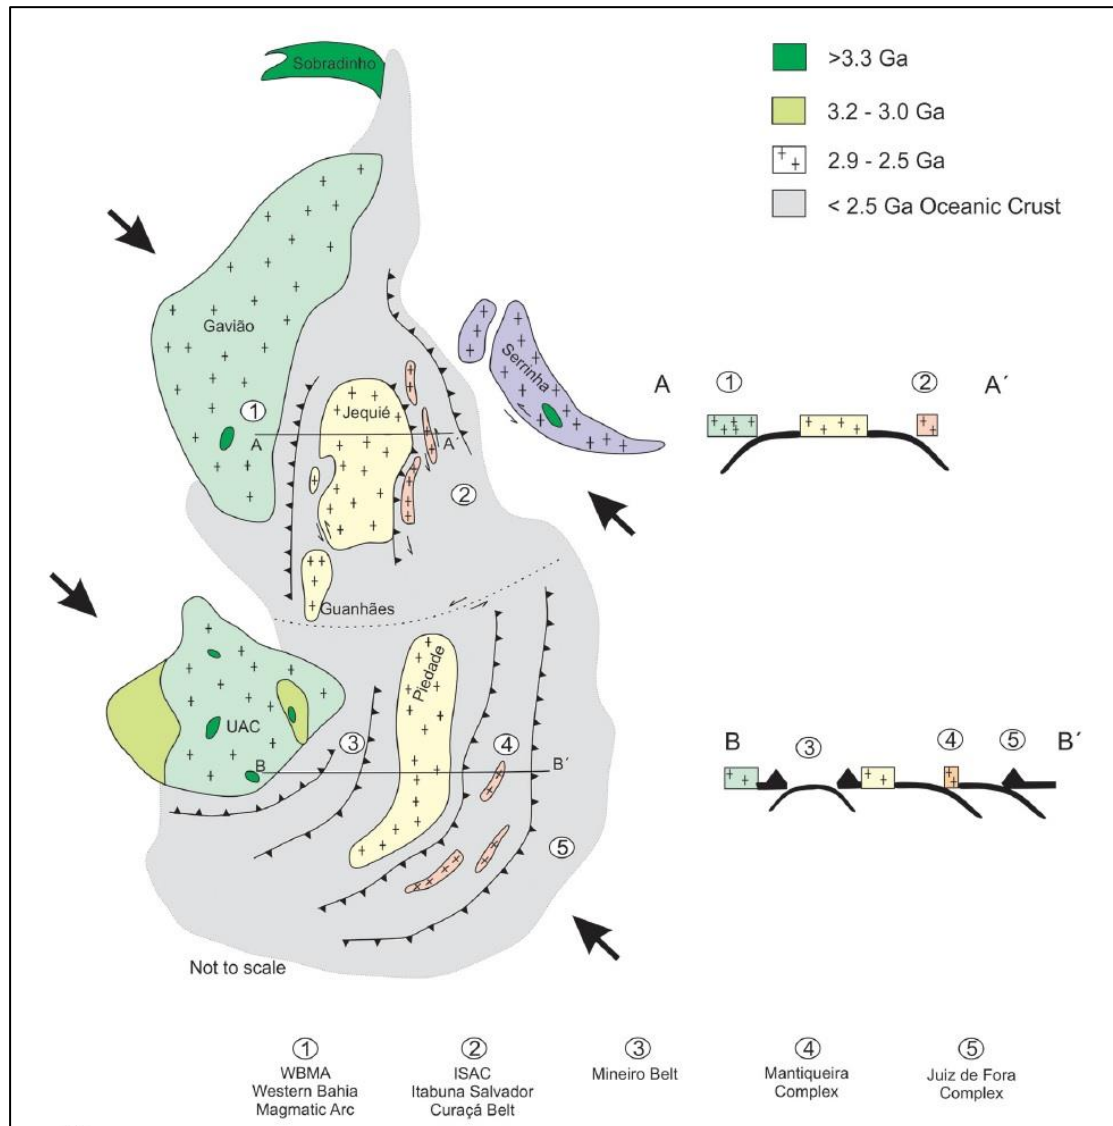 Sobradinho
>3.3 Ga
3.2 - 3.0 Ga
2.9 - 2.5 Ga
< 2.5 Ga Oceanic Crust
Gavião
Serrinha
Jequié
1
A
A´
2
A
1
2
A´
Guanhães
Piedade
UAC
3
4
B
B´
5
B
3
4
5
B´
Not to scale
1
WBMA
Western Bahia
Magmatic Arc
2
ISAC
Itabuna Salvador
Curaçá Belt
3
Mineiro Belt
4
Mantiqueira
Complex
5
Juiz de Fora
Complex